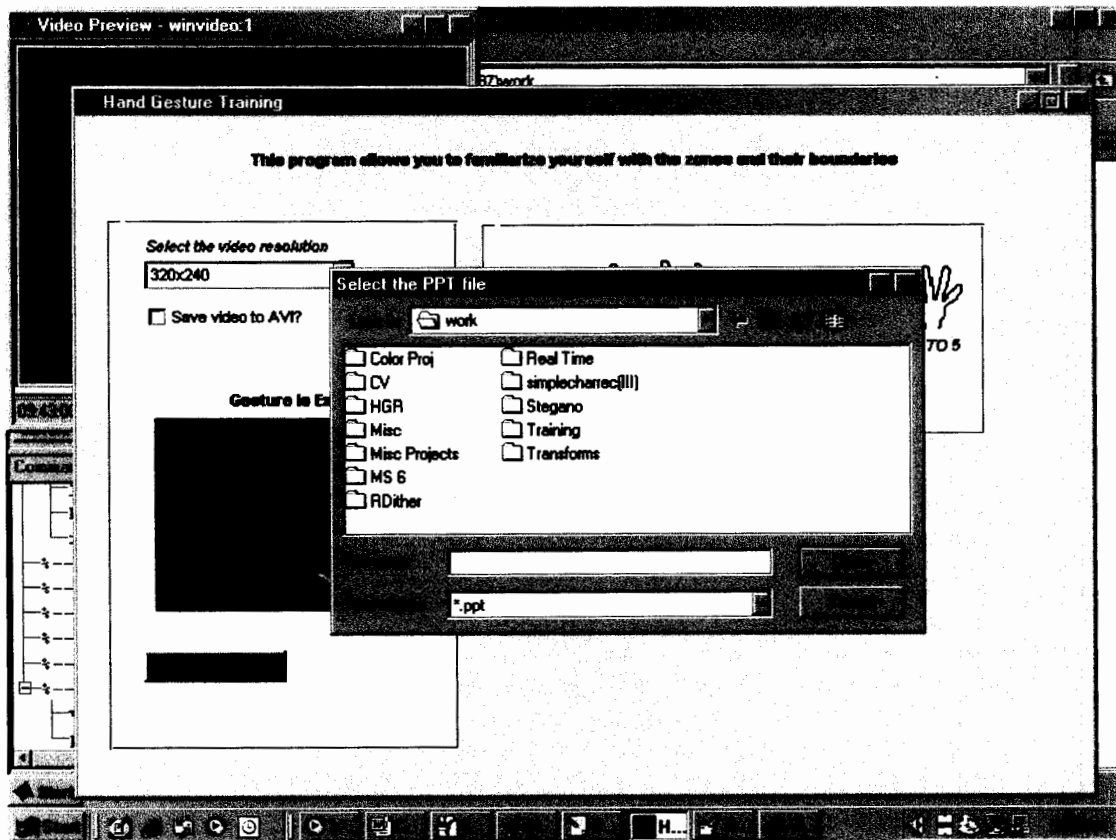 Video Preview - winvideo:1
Hand Gesture Training
This program allows you to familiarize yourself with the zones and their boundaries
Select the video resolution
320x240
Save video to AVI?
Select the PPT file
work
Color Proj
CV
HGR
Misc
Misc Projects
MS 6
RDither
Real Time
simplecharrec(III)
Stegano
Training
Transforms
TO 5
Gesture is
*.ppt
H...